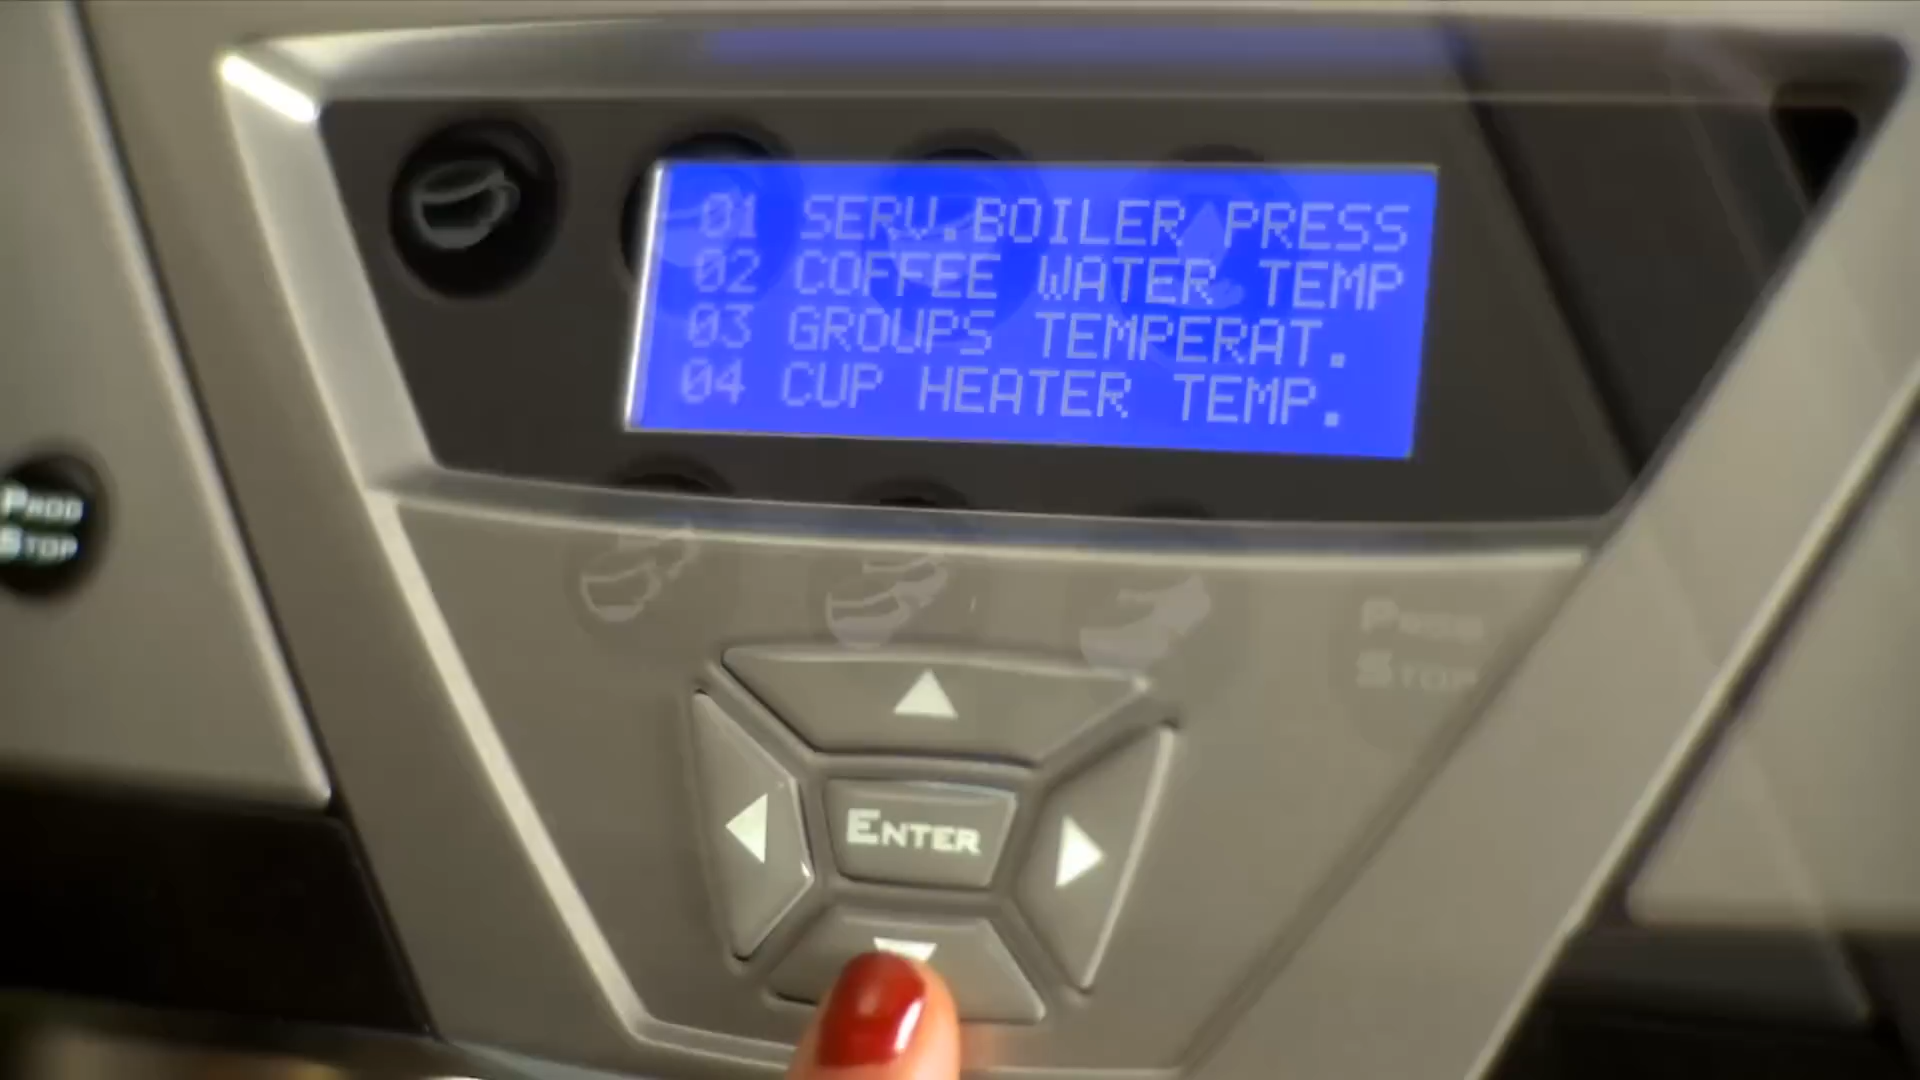 01 SERV.BOILER PRESS
02 COFFEE WATER TEMP
03 GROUPS TEMPERAT.
04 CUP HEATER TEMP.
PROG
STOP
PROG
STOP
ENTER